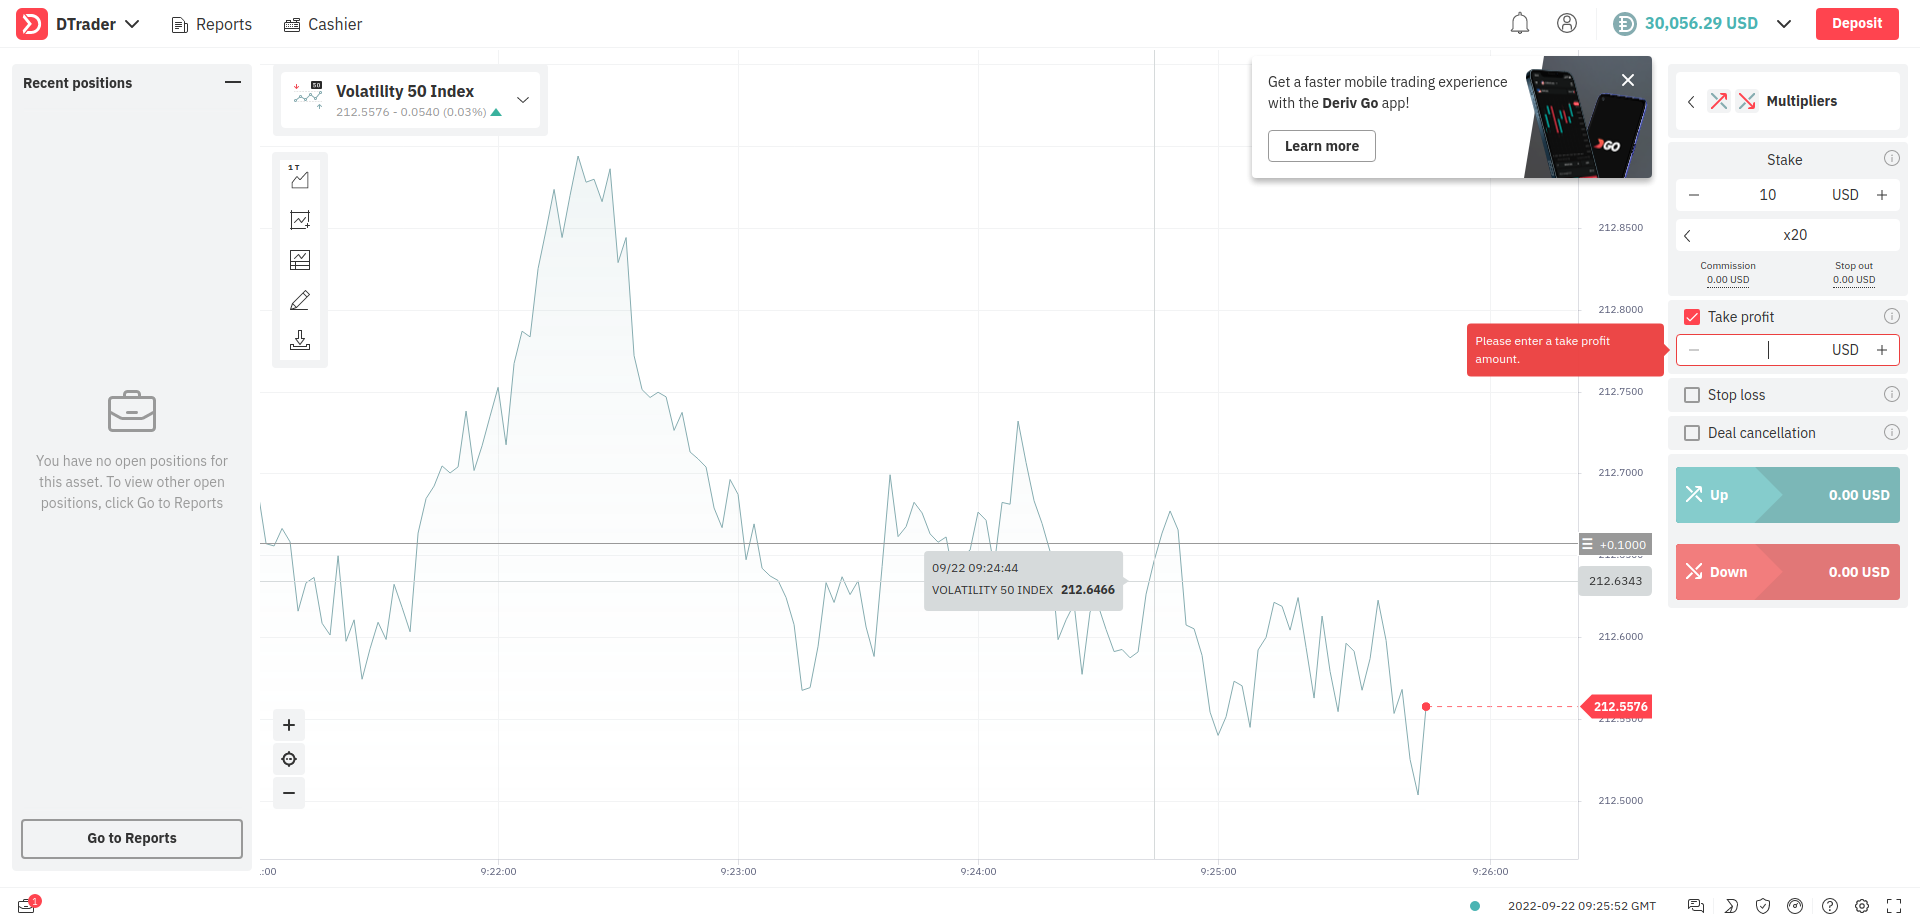 DTrader
Reports
Cashier
30,056.29 USD
Deposit
Recent positions
You have no open positions for
this asset. To view other open
positions, click Go to Reports
Go to Reports
50
Volatility 50 Index
212.5576 - 0.0540 (0.03%)
1 T
Get a faster mobile trading experience
with the Deriv Go app!
Learn more
GO
212.8500
212.8000
212.7500
212.7000
+0.1000
212.6343
212.6000
212.5576
212.5500
212.5000
09/22 09:24:44
VOLATILITY 50 INDEX 212.6466
:00
9:22:00
9:23:00
9:24:00
9:25:00
9:26:00
Multipliers
Stake
10 USD
x20
Commission
0.00 USD
Stop out
0.00 USD
Take profit
Please enter a take profit
amount.
USD
Stop loss
Deal cancellation
Up 0.00 USD
Down 0.00 USD
1
2022-09-22 09:25:52 GMT